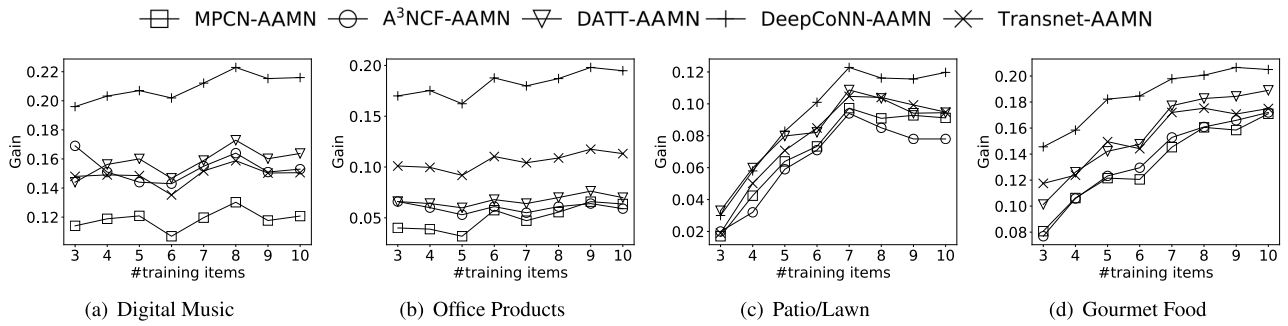 MPCN-AAMN A³NCF-AAMN DATT-AAMN DeepCoNN-AAMN Transnet-AAMN
Gain
0.22
0.20
0.18
0.16
0.14
0.12
3 4 5 6 7 8 9 10
#training items
(a) Digital Music
Gain
0.20
0.15
0.10
0.05
3 4 5 6 7 8 9 10
#training items
(b) Office Products
Gain
0.12
0.10
0.08
0.06
0.04
0.02
3 4 5 6 7 8 9 10
#training items
(c) Patio/Lawn
Gain
0.20
0.18
0.16
0.14
0.12
0.10
0.08
3 4 5 6 7 8 9 10
#training items
(d) Gourmet Food